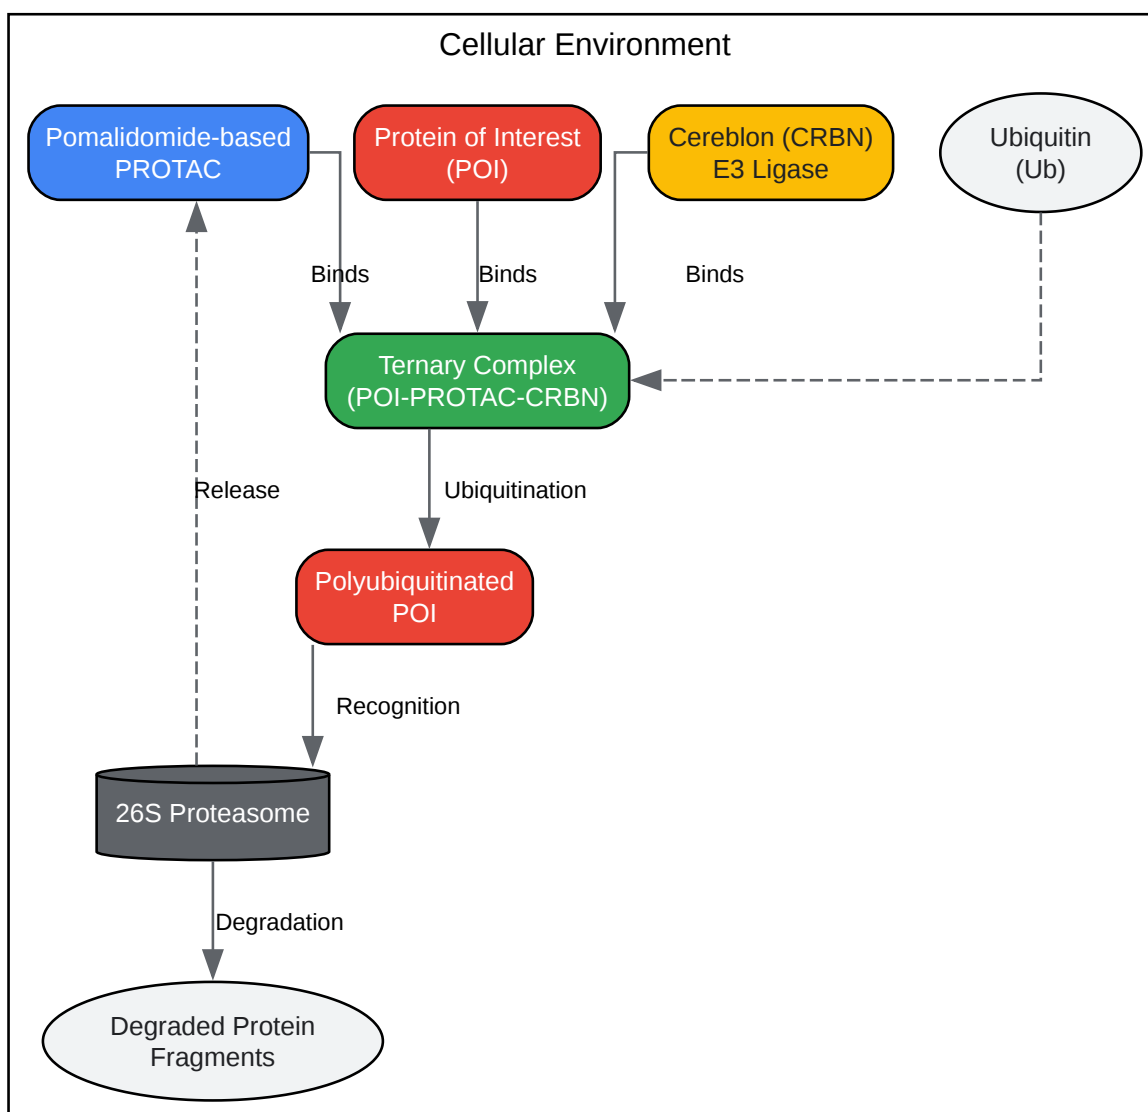 Cellular Environment
Pomalidomide-based
PROTAC
Protein of Interest
(POI)
Cereblon (CRBN)
E3 Ligase
Ubiquitin
(Ub)
Binds
Binds
Binds
Ternary Complex
(POI-PROTAC-CRBN)
Release
Ubiquitination
Polyubiquitinated
POI
Recognition
26S Proteasome
Degradation
Degraded Protein
Fragments